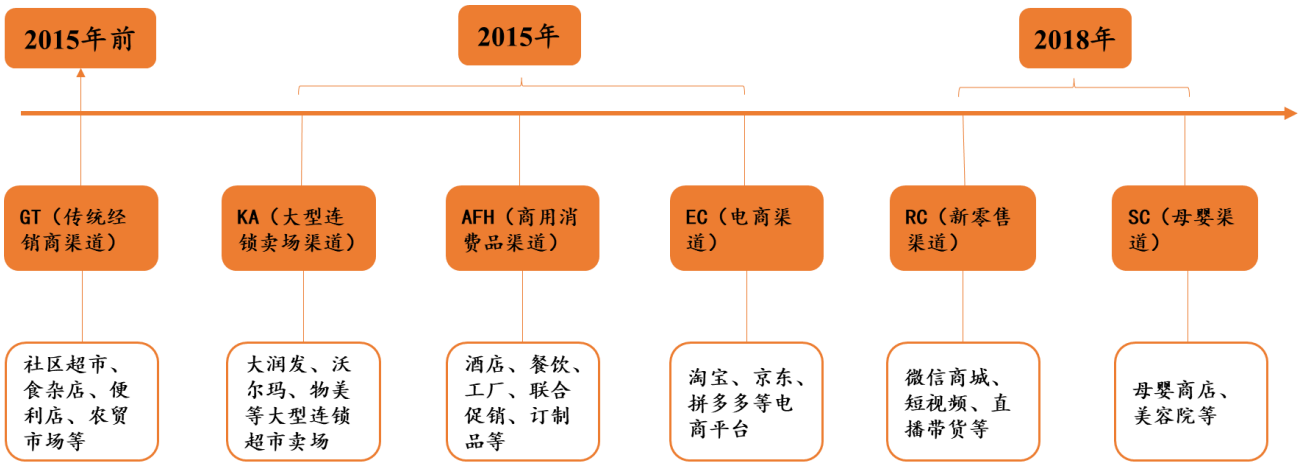 2015年前
2015年
2018年
GT（传统经
销商渠道）
KA（大型连
锁卖场渠道）
AFH（商用消
费品渠道）
EC（电商渠
道）
RC（新零售
渠道）
SC（母婴渠
道）
社区超市、
食杂店、便
利店、农贸
市场等
大润发、沃
尔玛、物美
等大型连锁
超市卖场
酒店、餐饮、
工厂、联合
促销、订制
品等
淘宝、京东、
拼多多等电
商平台
微信商城、
短视频、直
播带货等
母婴商店、
美容院等